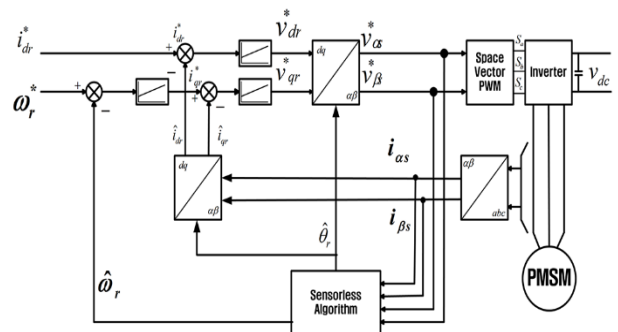 i*dr
i*dr
v*dr
dq
αβ
v*αs
Space
Vector
PWM
Sa
Sb
Sc
Inverter
vdc
ω*r
i*qr
v*qr
v*βs
îdr
îqr
dq
αβ
iαs
iβs
αβ
abc
θ̂r
ω̂r
Sensorless
Algorithm
PMSM